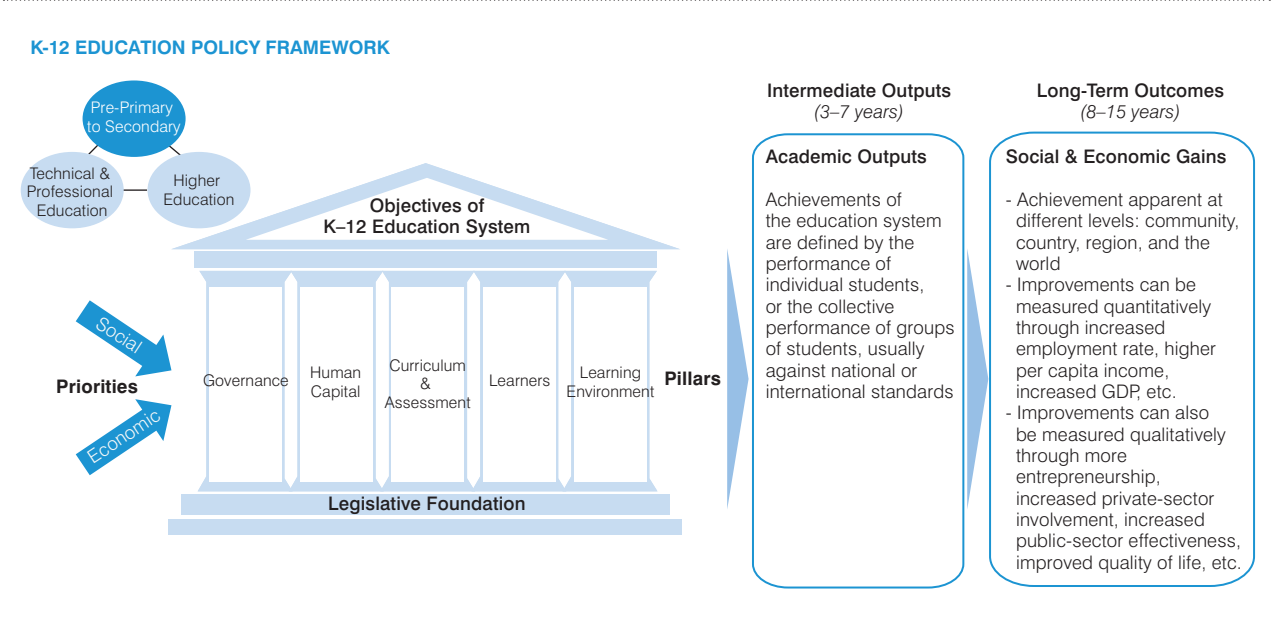 K-12 EDUCATION POLICY FRAMEWORK
Pre-Primary
to Secondary
Technical &
Professional
Education
Higher
Education
Objectives of
K–12 Education System
Social
Priorities
Economic
Governance
Human
Capital
Curriculum
&
Assessment
Learners
Learning
Environment
Pillars
Legislative Foundation
Intermediate Outputs
(3–7 years)
Academic Outputs
Achievements of
the education system
are defined by the
performance of
individual students,
or the collective
performance of groups
of students, usually
against national or
international standards
Long-Term Outcomes
(8–15 years)
Social & Economic Gains
- Achievement apparent at
different levels: community,
country, region, and the
world
- Improvements can be
measured quantitatively
through increased
employment rate, higher
per capita income,
increased GDP, etc.
- Improvements can also
be measured qualitatively
through more
entrepreneurship,
increased private-sector
involvement, increased
public-sector effectiveness,
improved quality of life, etc.